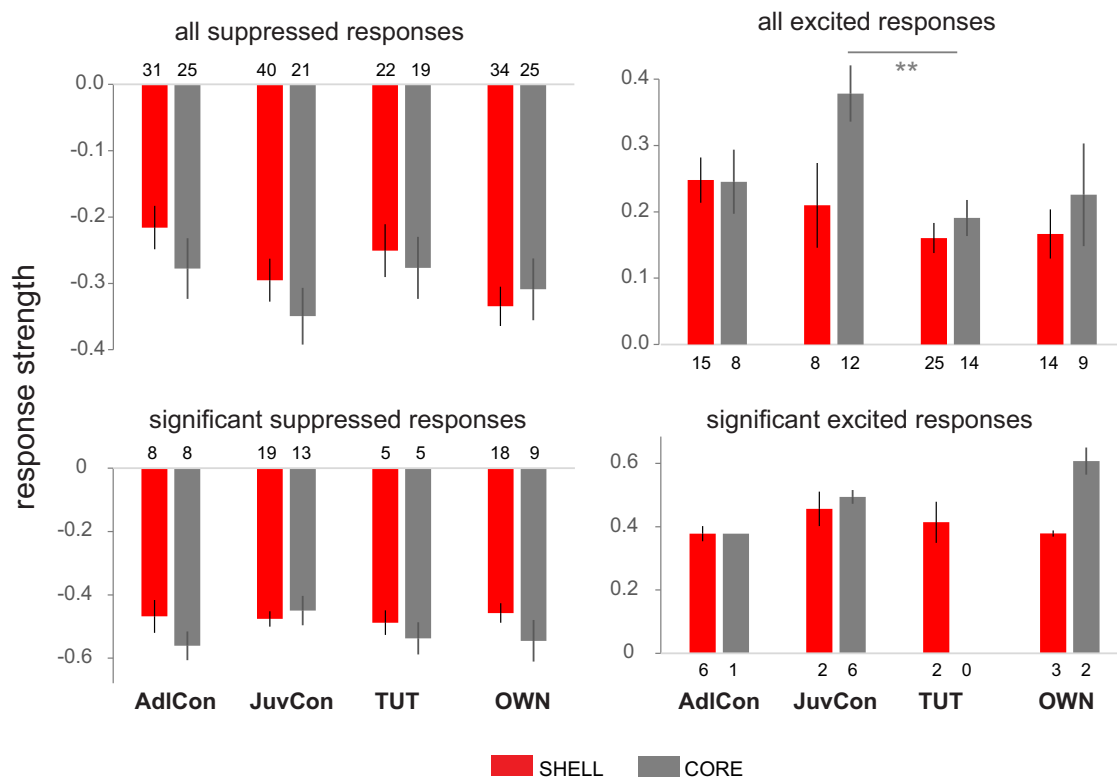 all suppressed responses
31 25 40 21 22 19 34 25
0.0
-0.1
-0.2
-0.3
-0.4
all excited responses
**
0.4
0.3
0.2
0.1
0.0
15 8 8 12 25 14 14 9
response strength
significant suppressed responses
8 8 19 13 5 5 18 9
0
-0.2
-0.4
-0.6
AdlCon JuvCon TUT OWN
significant excited responses
0.6
0.4
0.2
0
6 1 2 6 2 0 3 2
AdlCon JuvCon TUT OWN
SHELL CORE